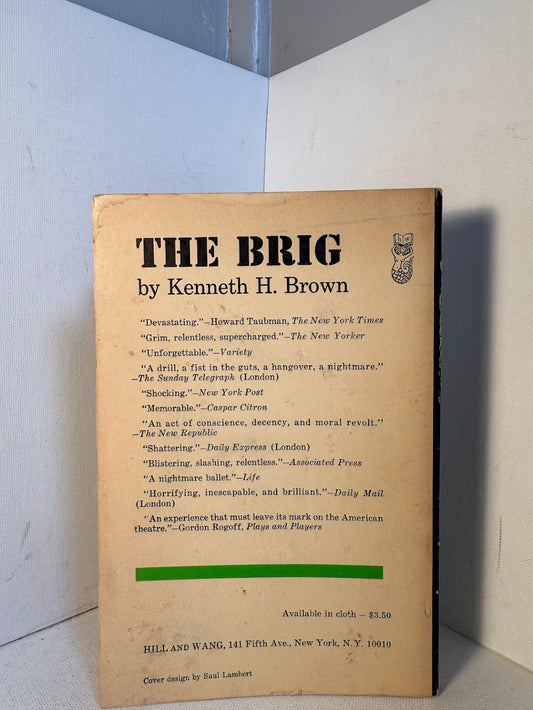 THE BRIG
by Kenneth H. Brown
h w
"Devastating."—Howard Taubman, The New York Times
"Grim, relentless, supercharged."—The New Yorker
"Unforgettable."—Variety
"A drill, a fist in the guts, a hangover, a nightmare."
—The Sunday Telegraph (London)
"Shocking."—New York Post
"Memorable."—Caspar Citron
"An act of conscience, decency, and moral revolt."
—The New Republic
"Shattering."—Daily Express (London)
"Blistering, slashing, relentless."—Associated Press
"A nightmare ballet."—Life
"Horrifying, inescapable, and brilliant."—Daily Mail
(London)
"An experience that must leave its mark on the American
theatre."—Gordon Rogoff, Plays and Players
Available in cloth – $3.50
HILL AND WANG, 141 Fifth Ave., New York, N.Y. 10010
Cover design by Saul Lambert